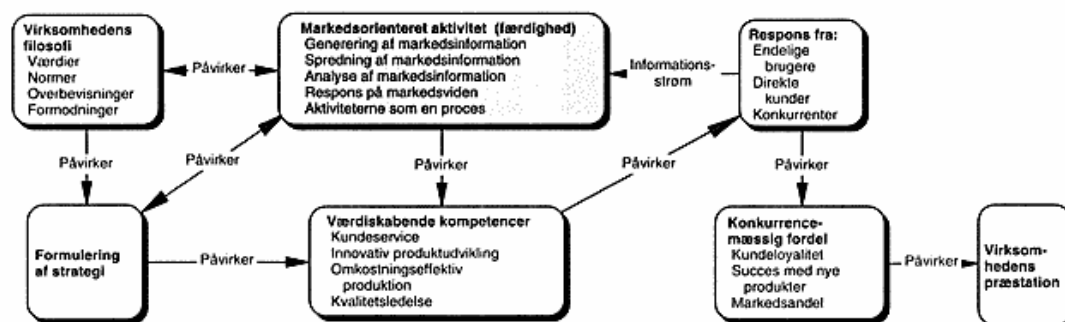 Virksomhedens
filosofi
Værdier
Normer
Overbevisninger
Formodninger
Påvirker
Markedsorienteret aktivitet (færdighed)
Generering af markedsinformation
Spredning af markedsinformation
Analyse af markedsinformation
Respons på markedsviden
Aktiviteterne som en proces
Informations-
strøm
Respons fra:
Endelige
brugere
Direkte
kunder
Konkurrenter
Påvirker
Påvirker
Påvirker
Påvirker
Påvirker
Formulering
af strategi
Påvirker
Værdiskabende kompetencer
Kundeservice
Innovativ produktudvikling
Omkostningseffektiv
produktion
Kvalitetsledelse
Konkurrence-
mæssig fordel
Kundeloyalitet
Succes med nye
produkter
Markedsandel
Påvirker
Virksom-
hedens
præstation